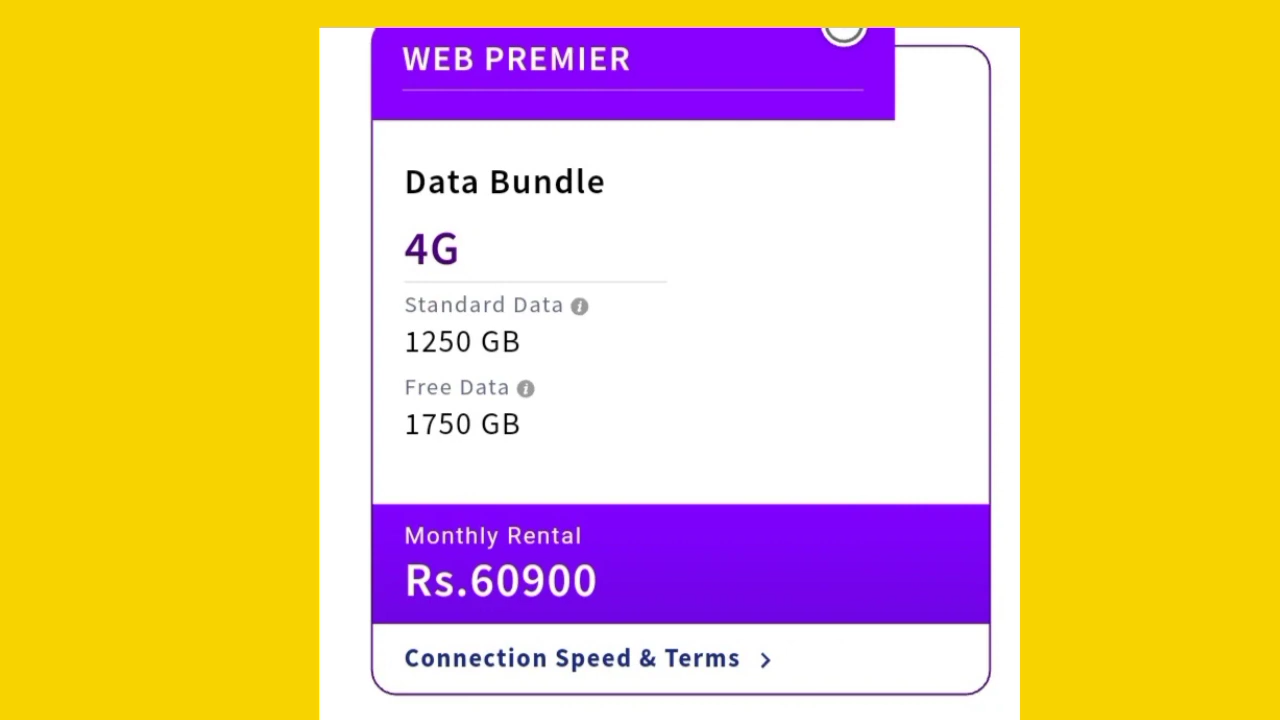 WEB PREMIER
Data Bundle
4G
Standard Data
1250 GB
Free Data
1750 GB
Monthly Rental
Rs.60900
Connection Speed & Terms